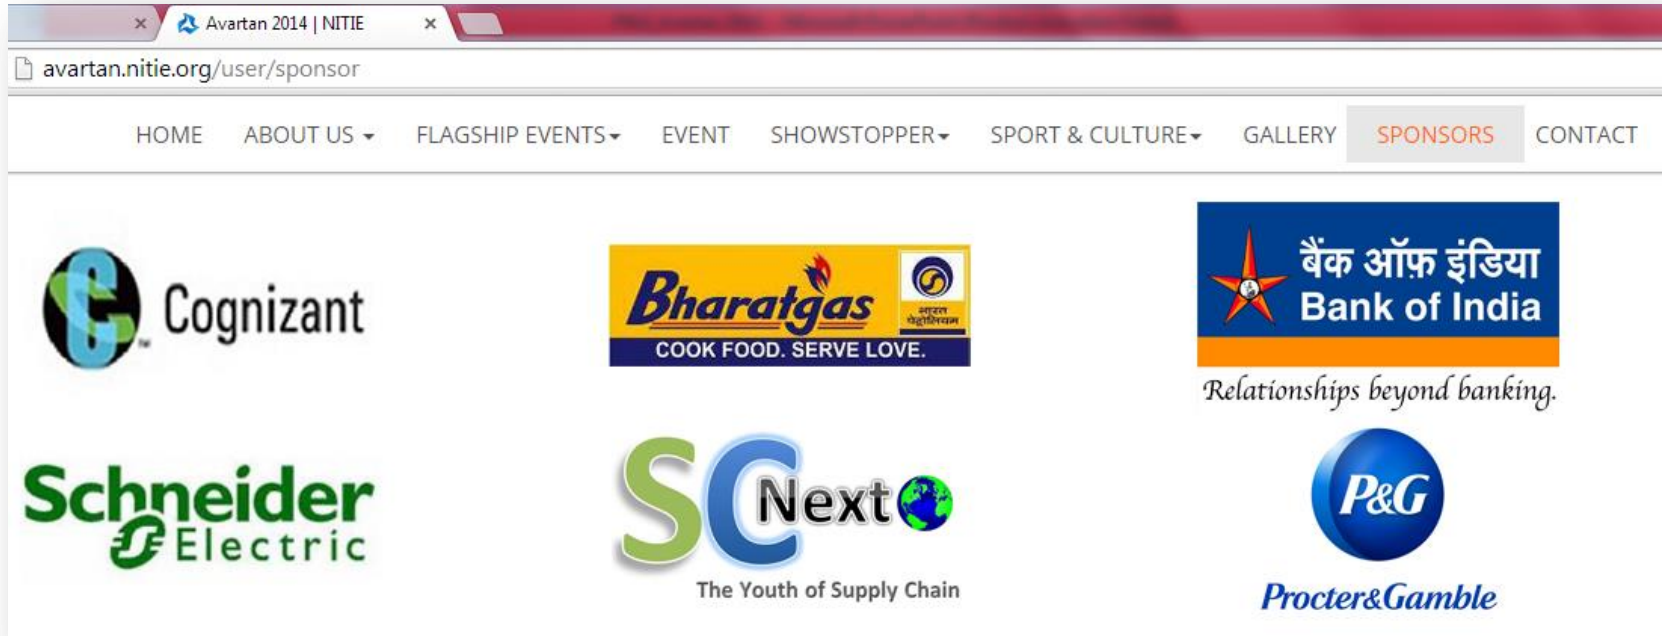 Avartan 2014 | NITIE
avartan.nitie.org/user/sponsor
HOME ABOUT US FLAGSHIP EVENTS EVENT SHOWSTOPPER SPORT & CULTURE GALLERY SPONSORS CONTACT
Cognizant
Bharatgas
भारत
पेट्रोलियम
COOK FOOD. SERVE LOVE.
बैंक ऑफ़ इंडिया
Bank of India
Relationships beyond banking.
Schneider
Electric
SC Next
The Youth of Supply Chain
P&G
Procter&Gamble